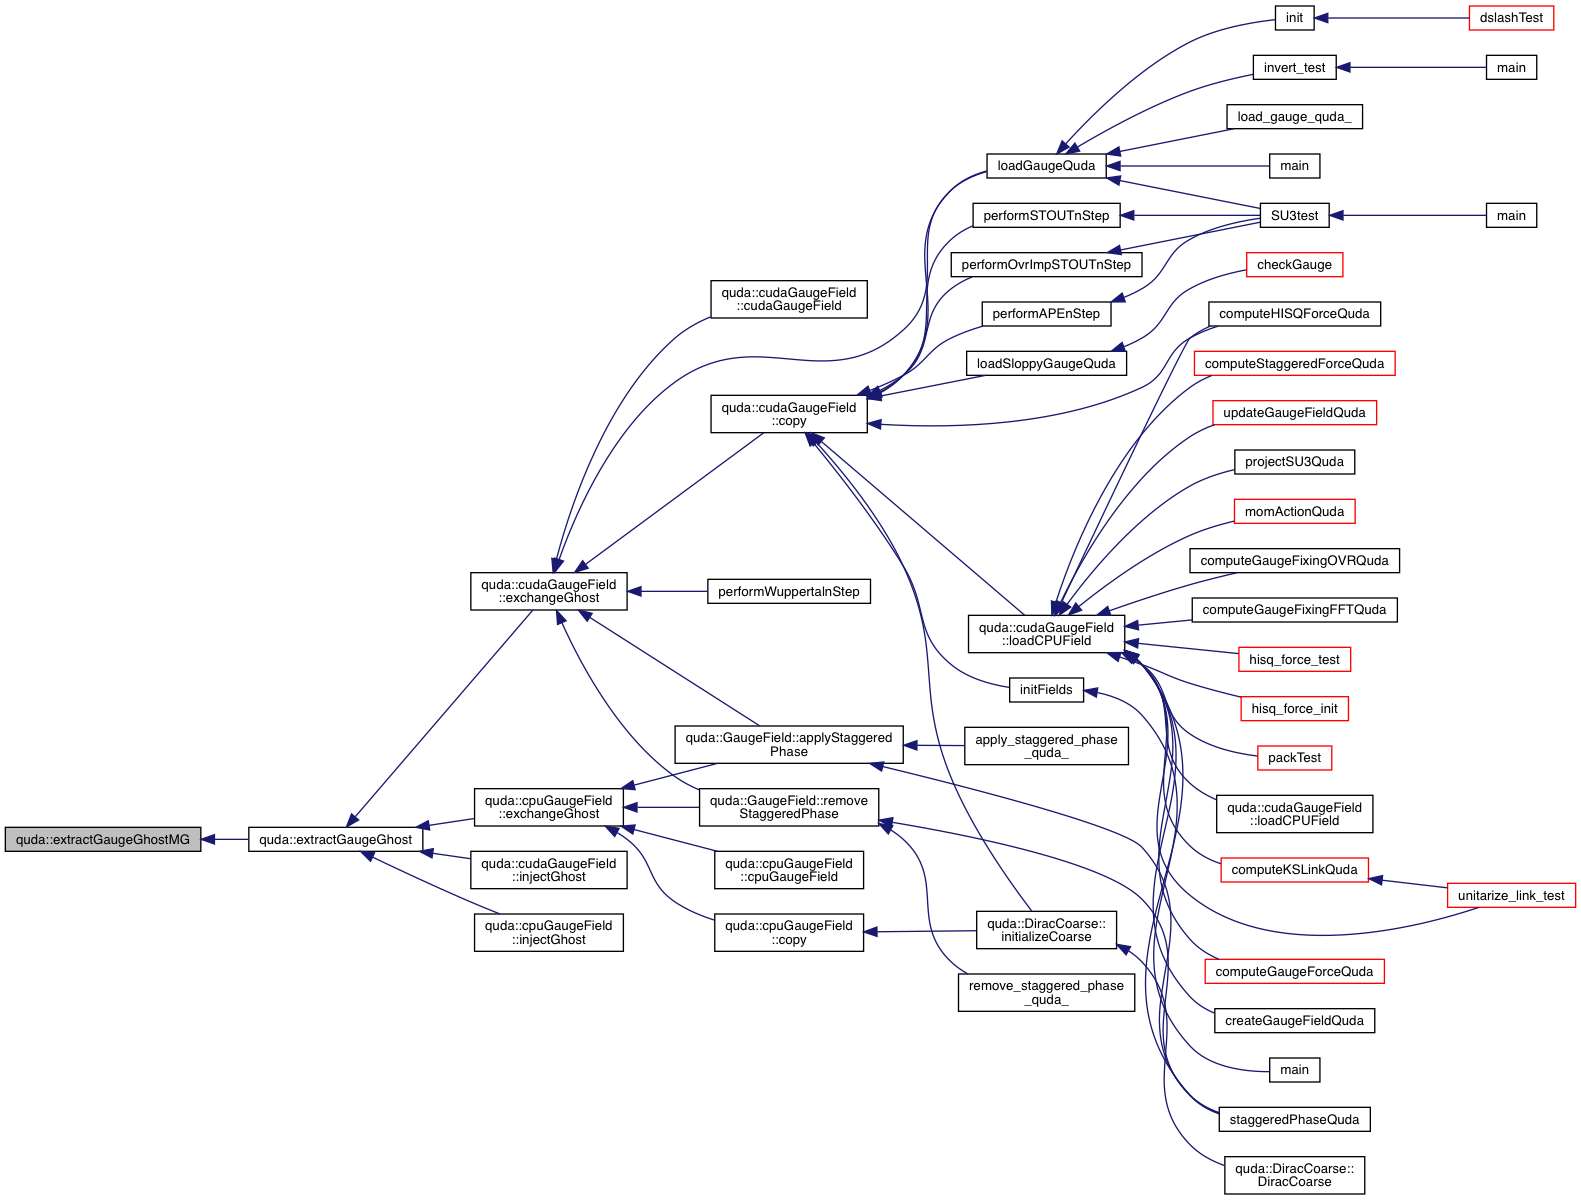 init
dslashTest
invert_test
main
load_gauge_quda_
loadGaugeQuda
main
performSTOUTnStep
SU3test
main
performOvrImpSTOUTnStep
checkGauge
quda::cudaGaugeField
::cudaGaugeField
performAPEnStep
computeHISQForceQuda
loadSloppyGaugeQuda
computeStaggeredForceQuda
quda::cudaGaugeField
::copy
updateGaugeFieldQuda
projectSU3Quda
momActionQuda
computeGaugeFixingOVRQuda
quda::cudaGaugeField
::exchangeGhost
performWuppertalnStep
computeGaugeFixingFFTQuda
quda::cudaGaugeField
::loadCPUField
hisq_force_test
initFields
hisq_force_init
quda::GaugeField::applyStaggered
Phase
apply_staggered_phase
_quda_
packTest
quda::cpuGaugeField
::exchangeGhost
quda::GaugeField::remove
StaggeredPhase
quda::cudaGaugeField
::loadCPUField
quda::extractGaugeGhostMG
quda::extractGaugeGhost
quda::cudaGaugeField
::injectGhost
quda::cpuGaugeField
::cpuGaugeField
computeKSLinkQuda
unitarize_link_test
quda::cpuGaugeField
::injectGhost
quda::cpuGaugeField
::copy
quda::DiracCoarse::
initializeCoarse
computeGaugeForceQuda
remove_staggered_phase
_quda_
createGaugeFieldQuda
main
staggeredPhaseQuda
quda::DiracCoarse::
DiracCoarse